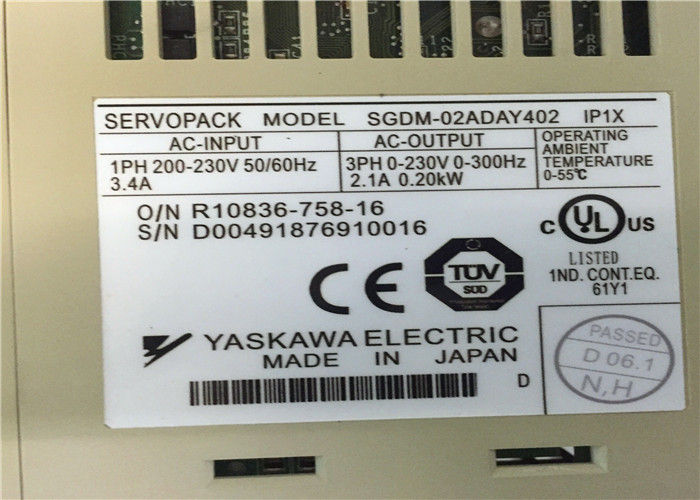 SERVOPACK MODEL SGDM-02ADAY402 IP1X
AC-INPUT
1PH 200-230V 50/60Hz
3.4A
AC-OUTPUT
3PH 0-230V 0-300Hz
2.1A 0.20kW
OPERATING
AMBIENT
TEMPERATURE
0-55℃
O/N R10836-758-16
S/N D00491876910016
CE
TÜV
SÜD
C UL US
LISTED
1ND. CONT.EQ.
61Y1
YASKAWA ELECTRIC
MADE IN JAPAN
D
PASSED
D 06.1
N,H